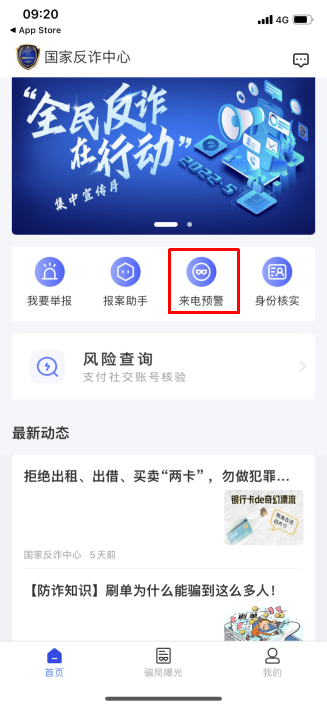 09:20
4G
App Store
国家反诈中心
“全民反诈
在行动”
2022·5
集中宣传月
我要举报
报案助手
来电预警
身份核实
风险查询
支付社交账号核验
最新动态
拒绝出租、出借、买卖“两卡”，勿做犯罪...
银行卡de奇幻漂流
国家反诈中心 5天前
【防诈知识】刷单为什么能骗到这么多人！
刷单
首页
骗局曝光
我的